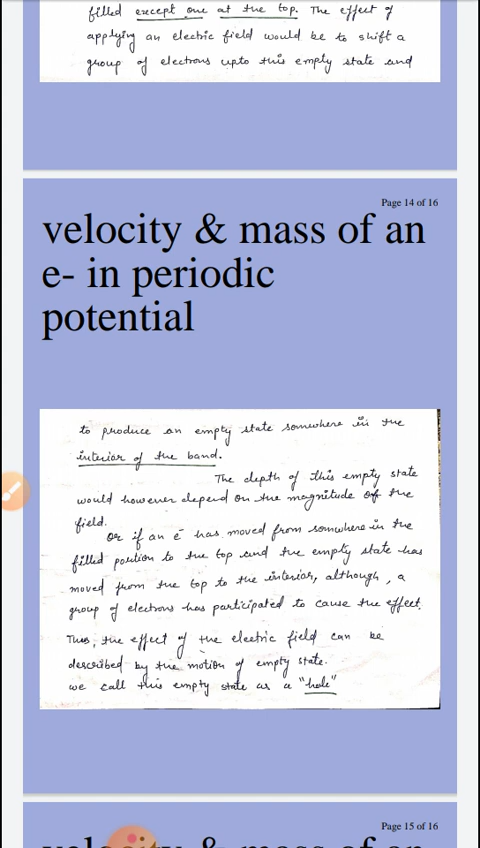 filled except one at the top. The effect of
applying an electric field would be to shift a
group of electrons upto this empty state and
Page 14 of 16
velocity & mass of an
e- in periodic
potential
to produce an empty state somewhere in the
interior of the band.
The depth of this empty state
would however depend on the magnitude of the
field.
Or if an e⁻ has moved from somwhere in the
filled position to the top and the empty state has
moved from the top to the interior, although, a
group of electrons has participated to cause the effect.
Thus, the effect of the electric field can be
described by the motion of empty state.
we call this empty state as a "hole"
Page 15 of 16
velocity & mass of an